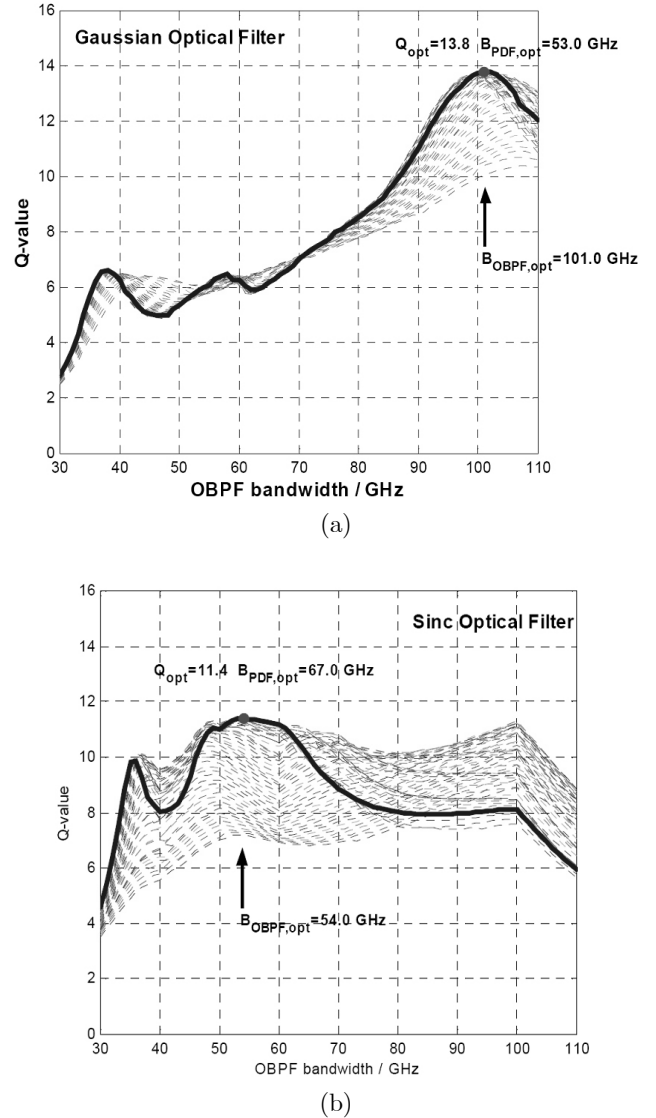 Gaussian Optical Filter
Q_opt=13.8 B_PDF,opt=53.0 GHz
B_OBPF,opt=101.0 GHz
Q-value
16
14
12
10
8
6
4
2
0
30 40 50 60 70 80 90 100 110
OBPF bandwidth / GHz
(a)
Sinc Optical Filter
Q_opt=11.4 B_PDF,opt=67.0 GHz
B_OBPF,opt=54.0 GHz
Q-value
16
14
12
10
8
6
4
2
0
30 40 50 60 70 80 90 100 110
OBPF bandwidth / GHz
(b)